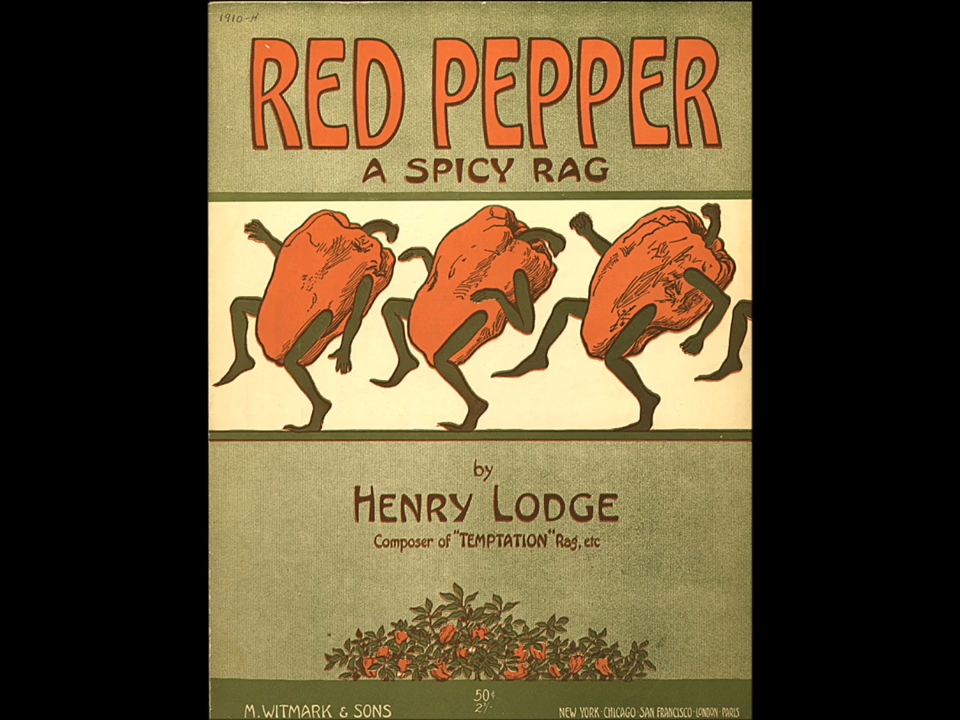 1910-H
RED PEPPER
A SPICY RAG
by
HENRY LODGE
Composer of "TEMPTATION" Rag, etc
50¢
2/-
M. WITMARK & SONS
NEW YORK·CHICAGO·SAN FRANCISCO·LONDON·PARIS